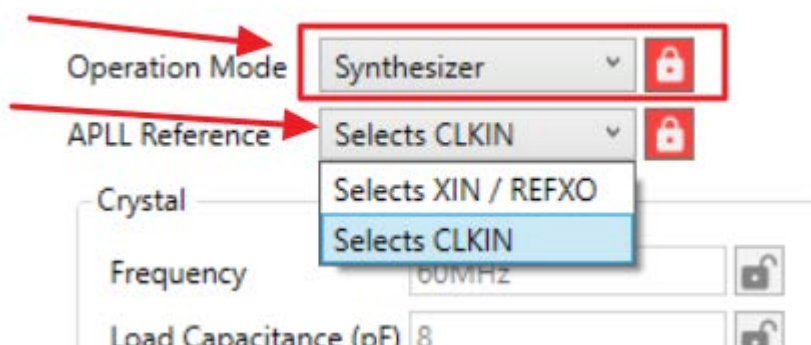 Operation Mode Synthesizer
APLL Reference Selects CLKIN
Selects XIN / REFXO
Crystal
Selects CLKIN
Frequency 60MHz
Load Capacitance (pF) 8